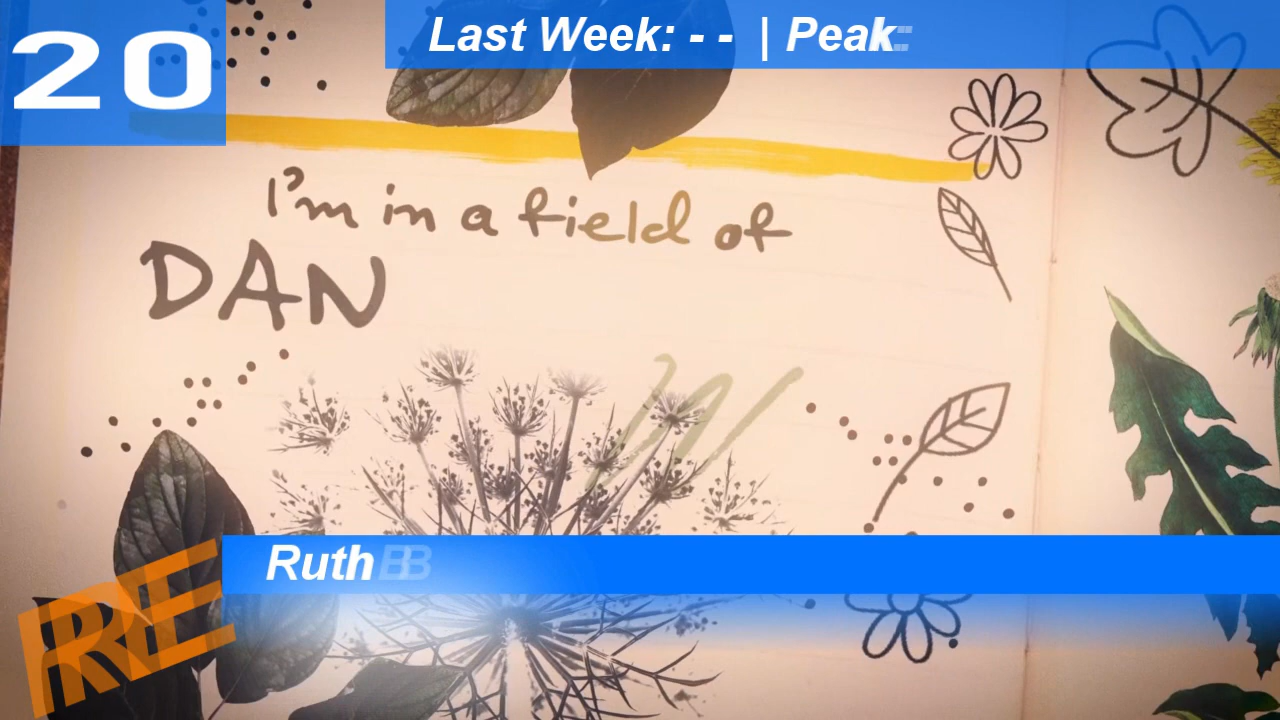 20
Last Week: - - | Peak
I'm in a field of
DAN
Ruth
RE